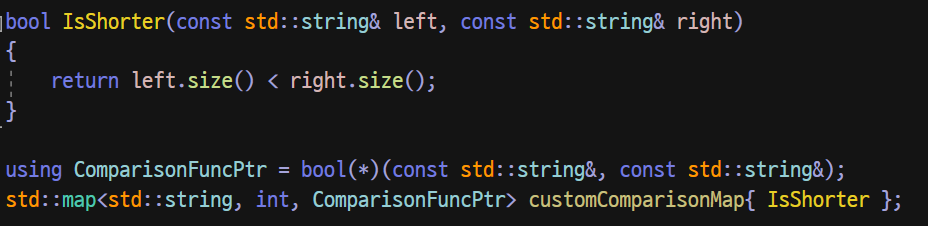 bool IsShorter(const std::string& left, const std::string& right)
{
return left.size() < right.size();
}
using ComparisonFuncPtr = bool(*)(const std::string&, const std::string&);
std::map<std::string, int, ComparisonFuncPtr> customComparisonMap{ IsShorter };